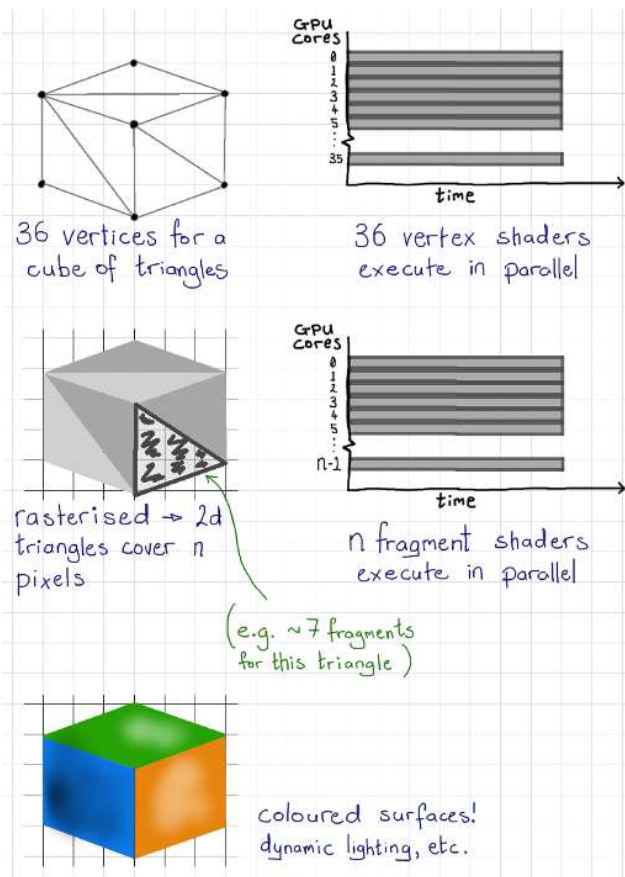 GPU
cores
0
1
2
3
4
5
⋮
35
time
36 vertices for a
cube of triangles
36 vertex shaders
execute in parallel
GPU
cores
0
1
2
3
4
5
⋮
n-1
time
rasterised → 2d
triangles cover n
pixels
n fragment shaders
execute in parallel
(e.g. ~7 fragments
for this triangle)
coloured surfaces!
dynamic lighting, etc.